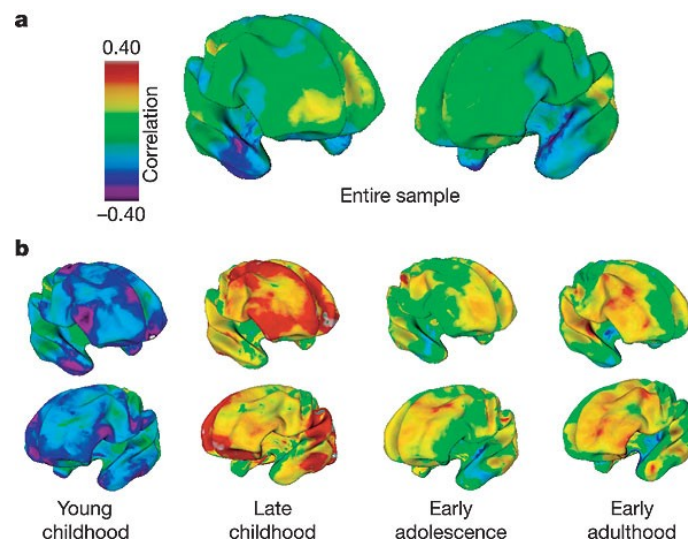 a
0.40
Correlation
−0.40
Entire sample
b
Young
childhood
Late
childhood
Early
adolescence
Early
adulthood